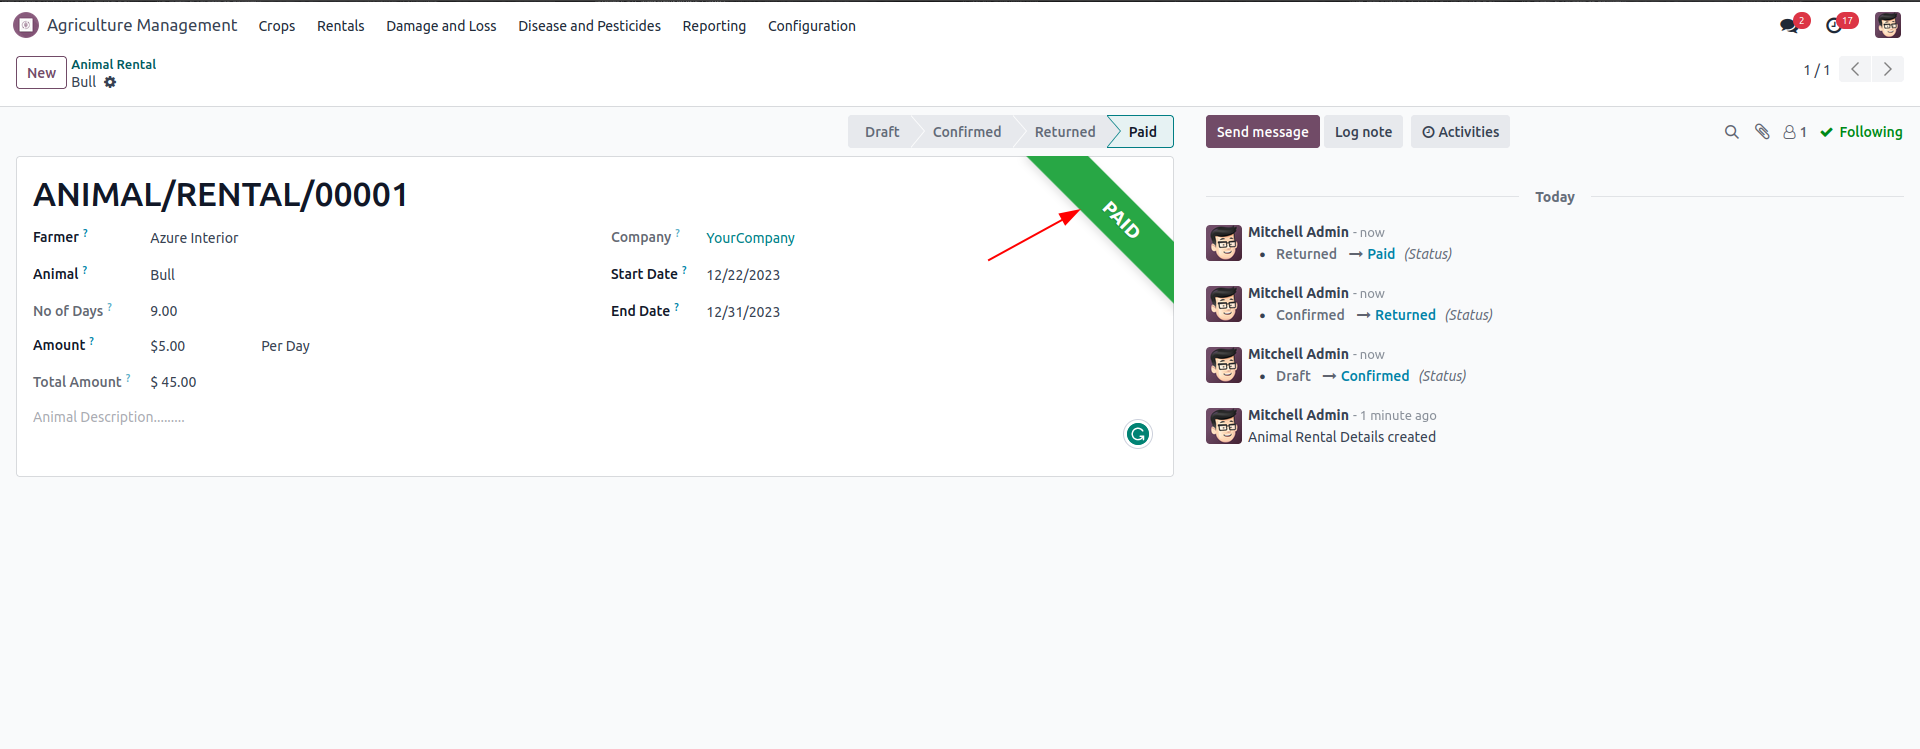 Agriculture Management Crops Rentals Damage and Loss Disease and Pesticides Reporting Configuration 2 17
New Animal Rental
Bull
1 / 1
Draft Confirmed Returned Paid
Send message Log note Activities 1 Following
ANIMAL/RENTAL/00001
PAID
Farmer ? Azure Interior Company ? YourCompany
Animal ? Bull Start Date ? 12/22/2023
No of Days ? 9.00 End Date ? 12/31/2023
Amount ? $5.00 Per Day
Total Amount ? $ 45.00
Animal Description.........
Today
Mitchell Admin - now
• Returned → Paid (Status)
Mitchell Admin - now
• Confirmed → Returned (Status)
Mitchell Admin - now
• Draft → Confirmed (Status)
Mitchell Admin - 1 minute ago
Animal Rental Details created